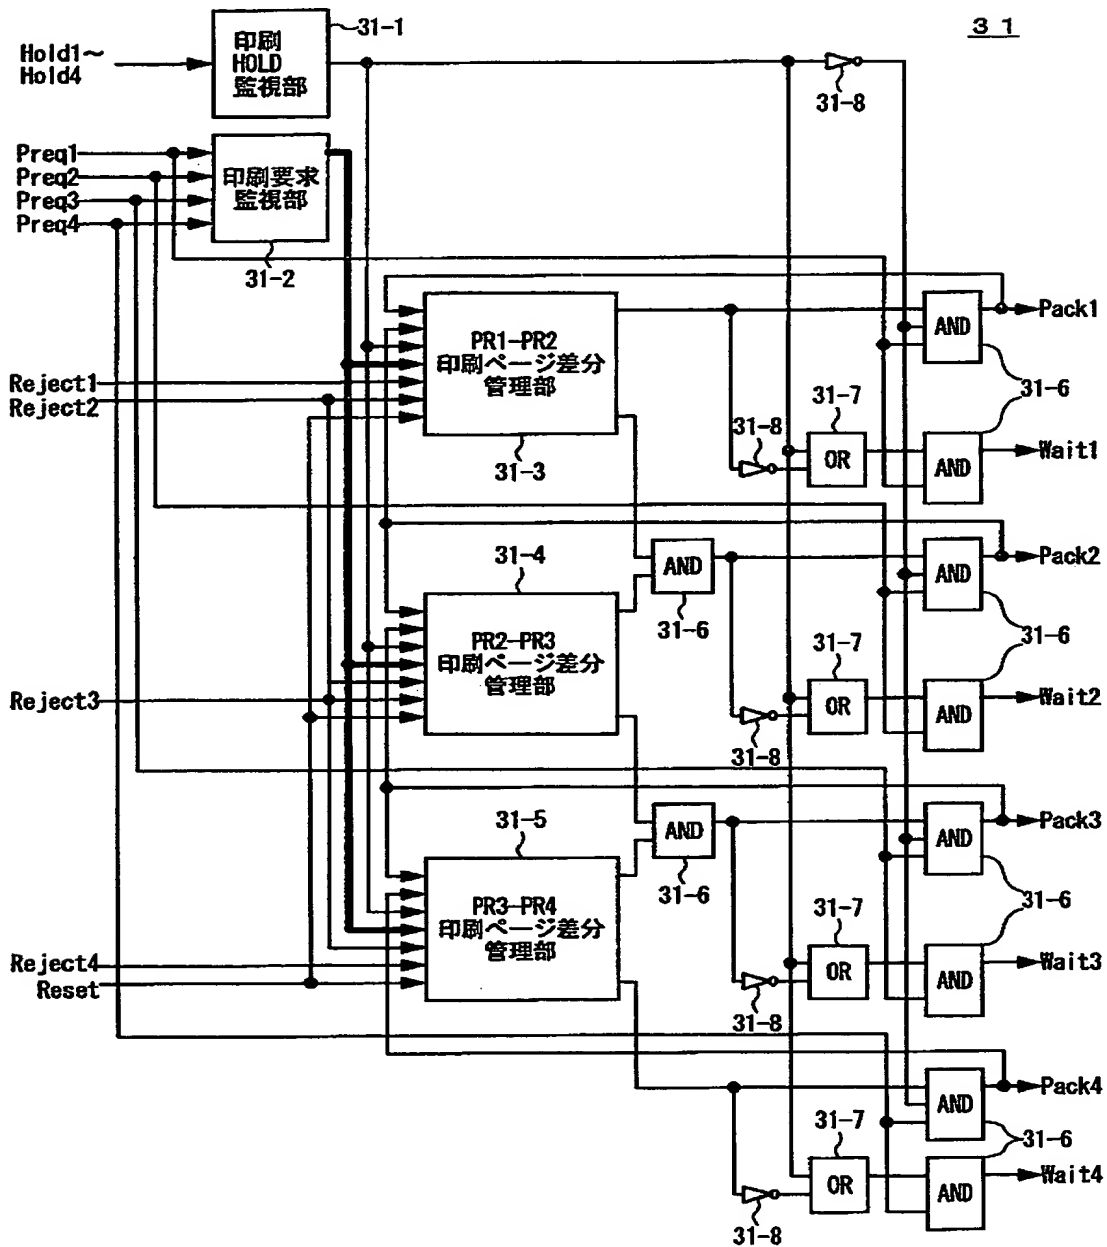 31
31-1
Hold1～
Hold4
印刷
HOLD
監視部
31-8
Preq1
Preq2
Preq3
Preq4
印刷要求
監視部
31-2
PR1-PR2
印刷ページ差分
管理部
31-3
AND
Pack1
31-6
Reject1
Reject2
31-7
31-8
OR
AND
Wait1
31-4
AND
31-6
AND
Pack2
PR2-PR3
印刷ページ差分
管理部
31-6
31-7
Reject3
OR
31-8
AND
Wait2
31-5
AND
31-6
AND
Pack3
PR3-PR4
印刷ページ差分
管理部
31-6
31-7
Reject4
Reset
OR
31-8
AND
Wait3
AND
Pack4
31-7
31-6
OR
31-8
AND
Wait4